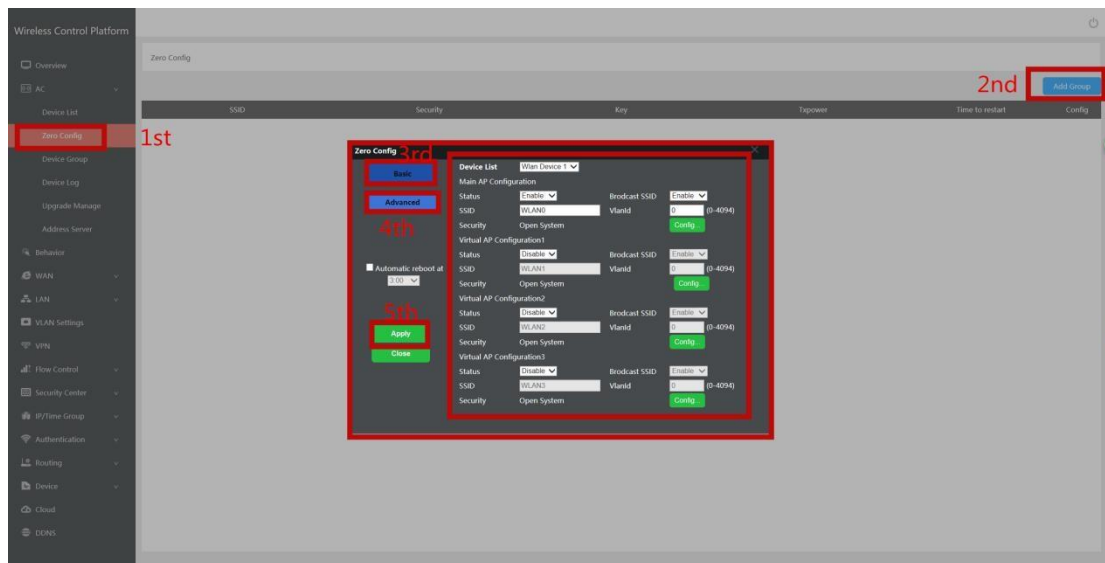 Wireless Control Platform
Overview
AC
Device List
Zero Config
Device Group
Device Log
Upgrade Manage
Address Server
Behavior
WAN
LAN
VLAN Settings
VPN
Flow Control
Security Center
IP/Time Group
Authentication
Routing
Device
Cloud
DDNS
Zero Config
2nd
Add Group
SSID Security Key Txpower Time to restart Config
1st
Zero Config
3rd
Basic
Advanced
4th
Automatic reboot at
3:00
5th
Apply
Close
Device List Wlan Device 1
Main AP Configuration
Status Enable Brodcast SSID Enable
SSID WLAN0 VlanId 0 (0-4094)
Security Open System Config...
Virtual AP Configuration1
Status Disable Brodcast SSID Enable
SSID WLAN1 VlanId 0 (0-4094)
Security Open System Config...
Virtual AP Configuration2
Status Disable Brodcast SSID Enable
SSID WLAN2 VlanId 0 (0-4094)
Security Open System Config...
Virtual AP Configuration3
Status Disable Brodcast SSID Enable
SSID WLAN3 VlanId 0 (0-4094)
Security Open System Config...